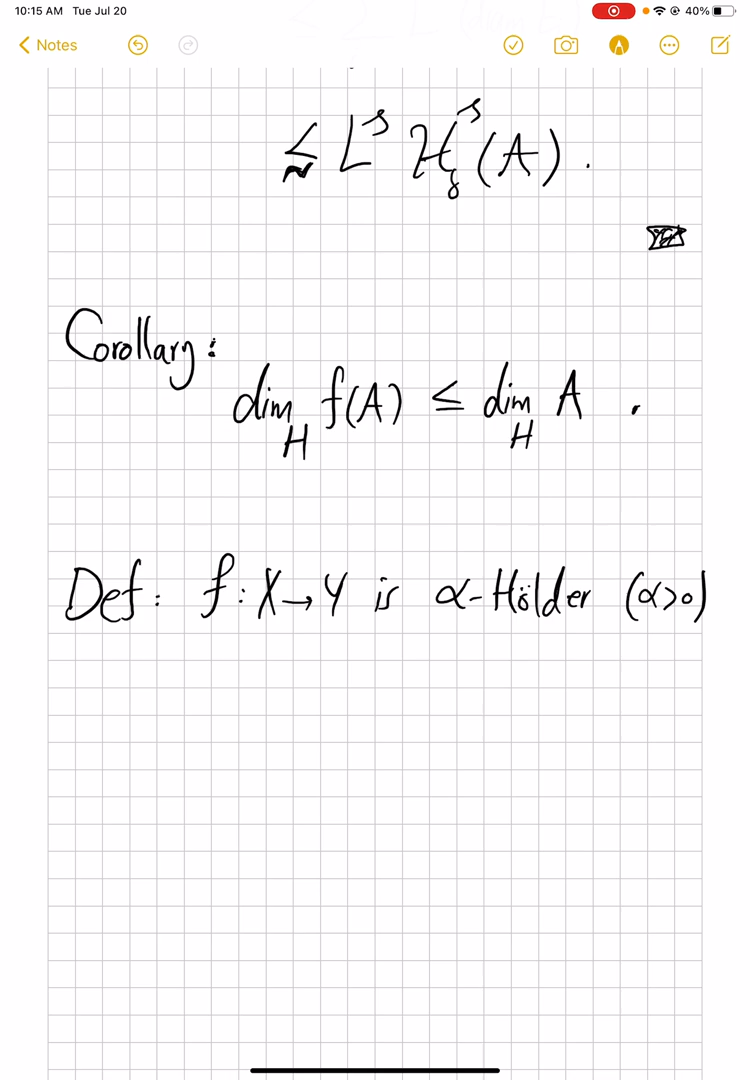 10:15 AM Tue Jul 20
40%
Notes
≲ L^s ℋ^s_δ(A).
Corollary:
dim_H f(A) ≤ dim_H A .
Def: f: X→Y is α-Hölder (α>0)